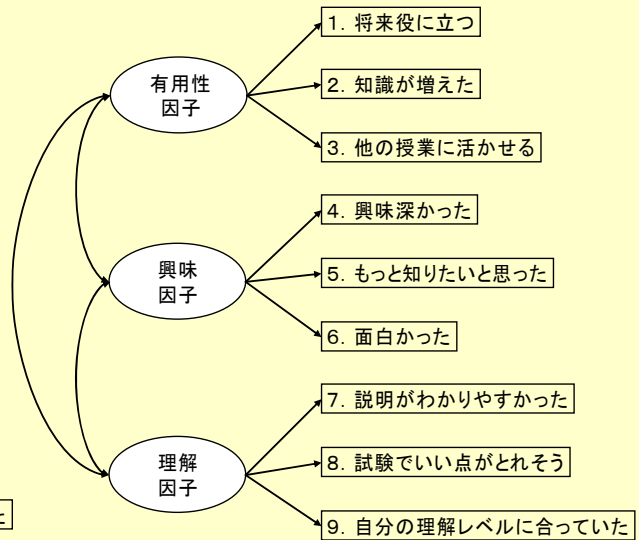 有用性
因子
1．将来役に立つ
2．知識が増えた
3．他の授業に活かせる
興味
因子
4．興味深かった
5．もっと知りたいと思った
6．面白かった
理解
因子
7．説明がわかりやすかった
8．試験でいい点がとれそう
9．自分の理解レベルに合っていた